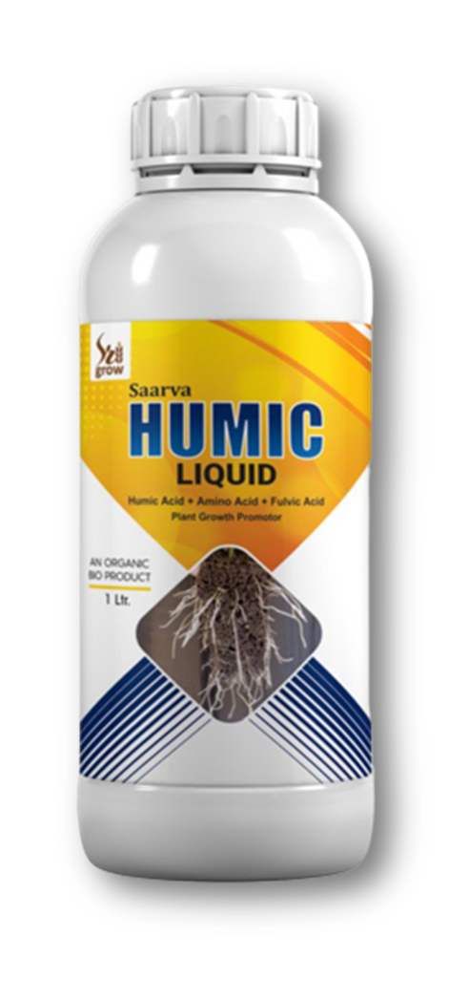 grow
Saarva
HUMIC
LIQUID
Humic Acid + Amino Acid + Fulvic Acid
Plant Growth Promotor
AN ORGANIC
BIO PRODUCT
1 Ltr.